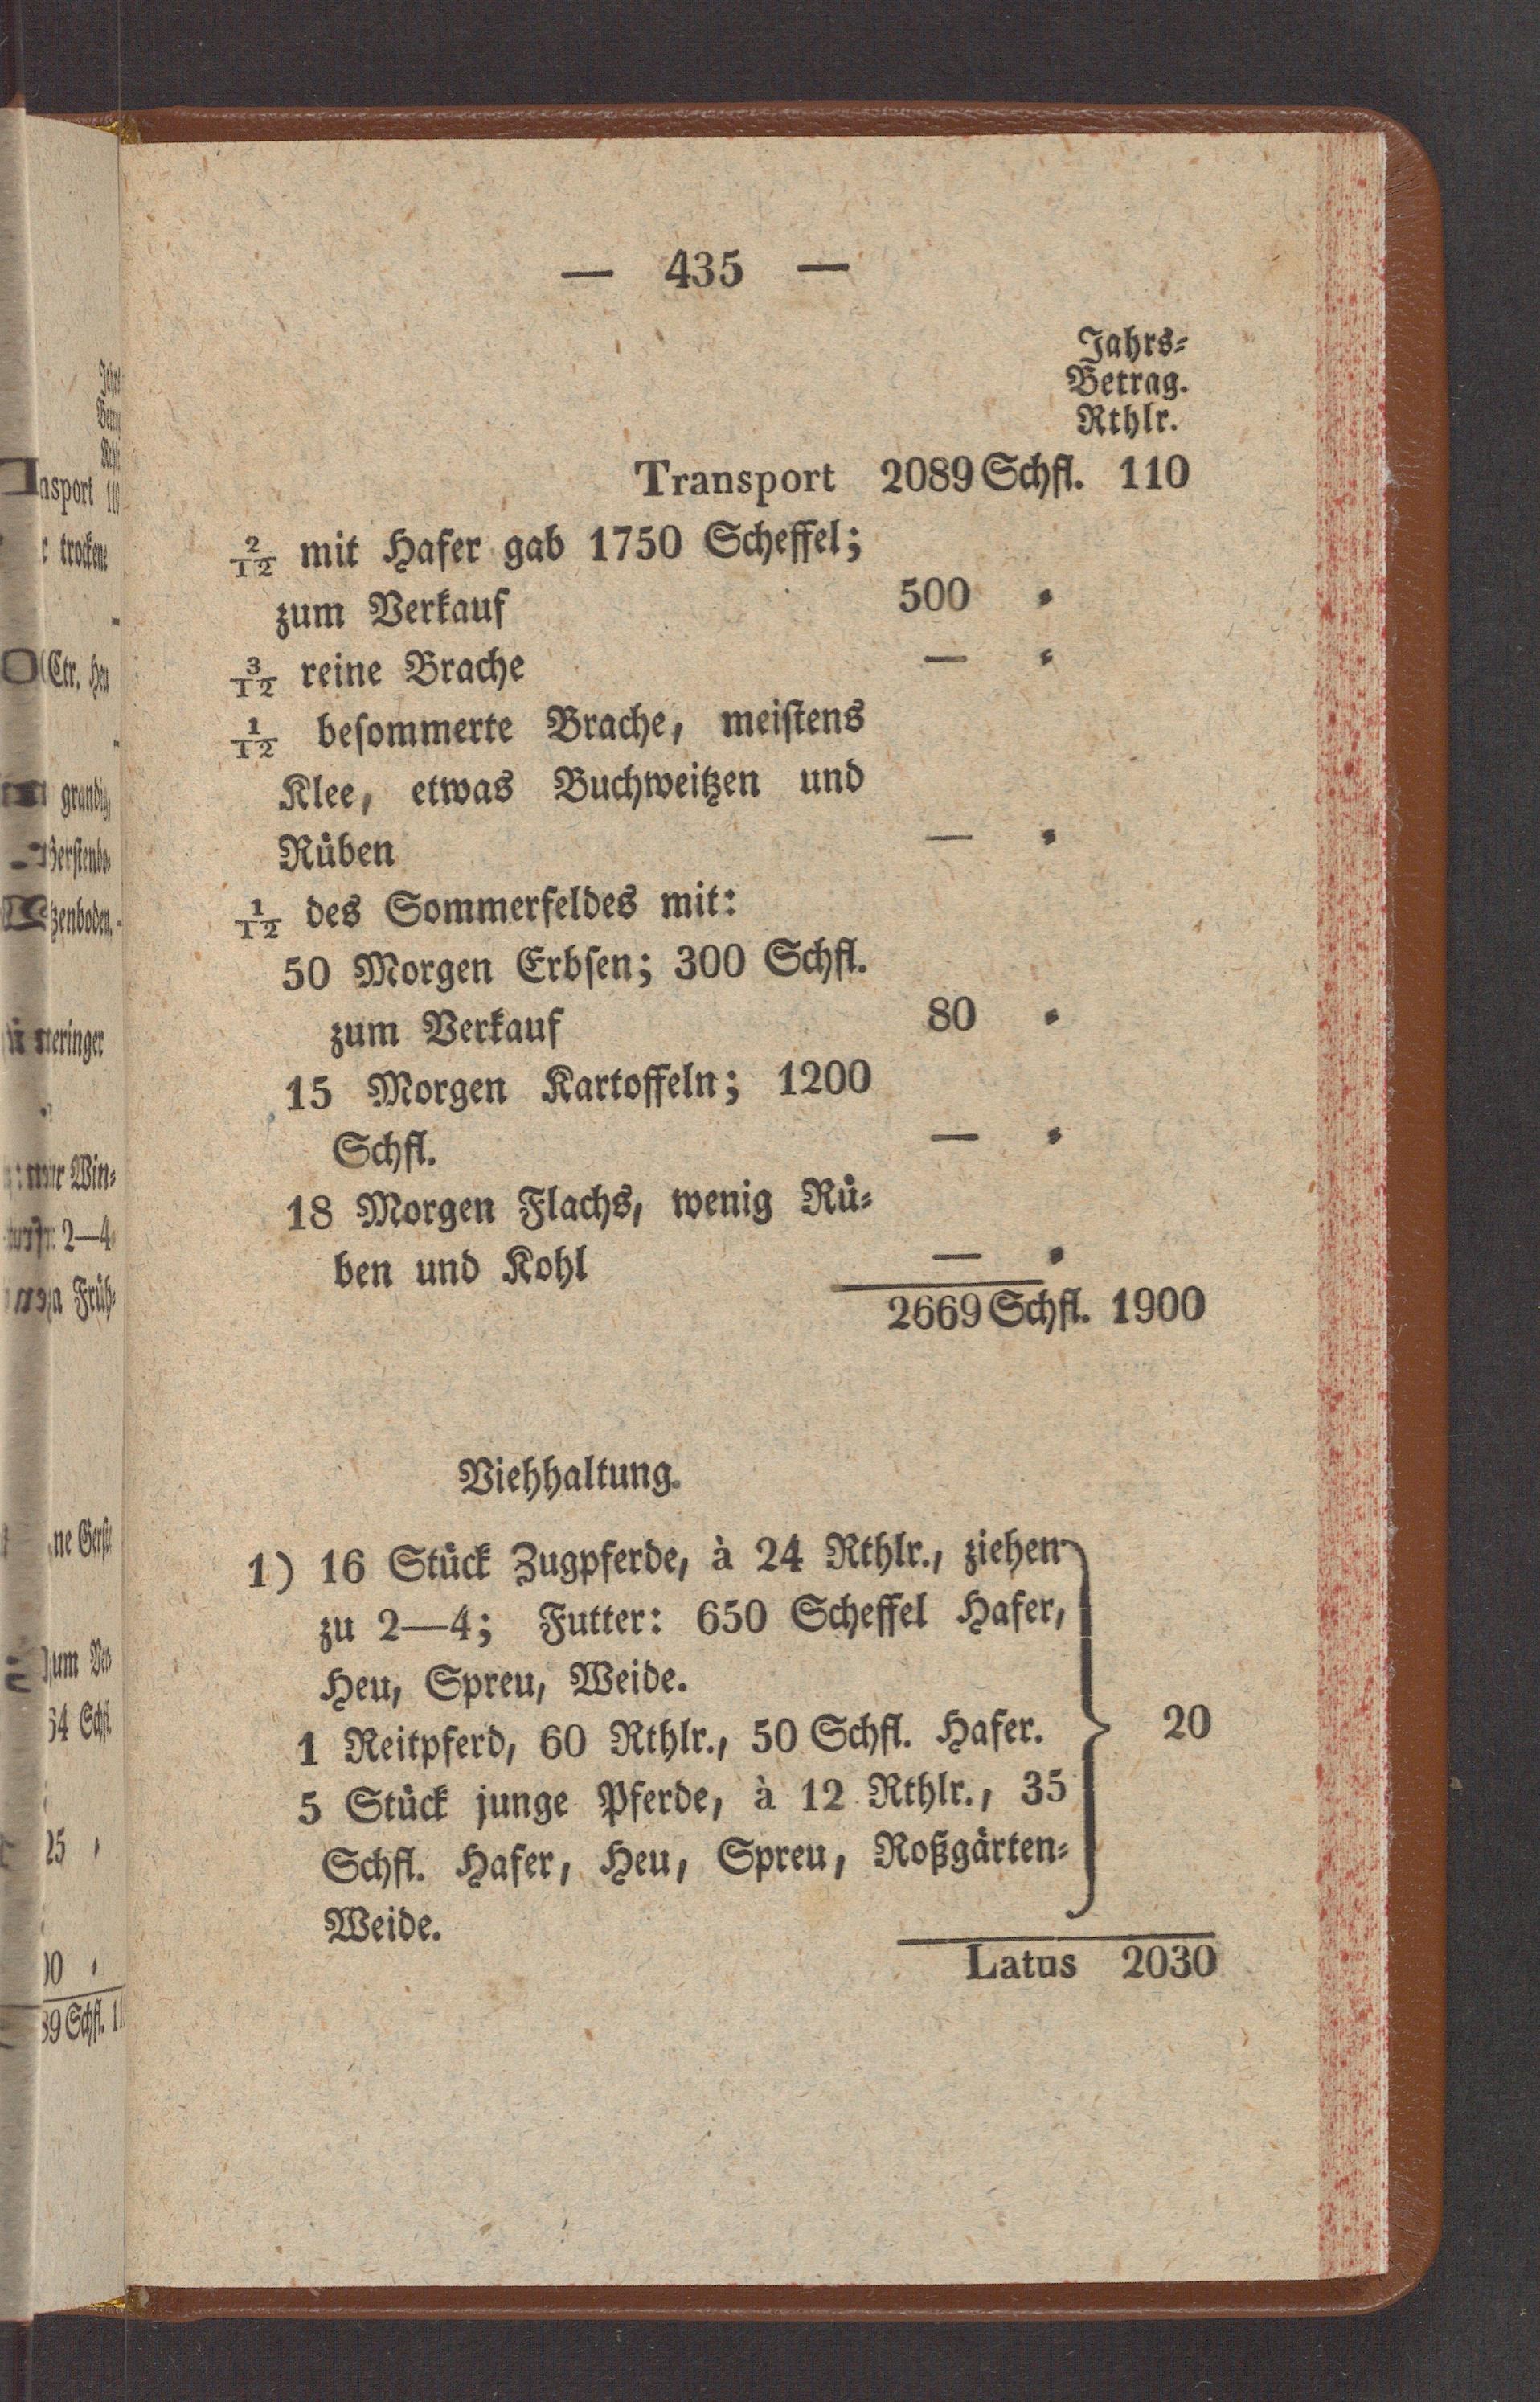 — 435 —
Jahrs-
Betrag.
Rthlr.
Transport 2089 Schfl. 110
2/12 mit Hafer gab 1750 Scheffel;
zum Verkauf 500 „
3/12 reine Brache — „
1/12 beſommerte Brache, meiſtens
Klee, etwas Buchweitzen und
Rüben — „
1/12 des Sommerfeldes mit:
50 Morgen Erbſen; 300 Schfl.
zum Verkauf 80 „
15 Morgen Kartoffeln; 1200
Schfl. — „
18 Morgen Flachs, wenig Rü-
ben und Kohl — „
2669 Schfl. 1900
Viehhaltung.
1) 16 Stück Zugpferde, à 24 Rthlr., ziehen
zu 2—4; Futter: 650 Scheffel Hafer,
Heu, Spreu, Weide.
1 Reitpferd, 60 Rthlr., 50 Schfl. Hafer. 20
5 Stück junge Pferde, à 12 Rthlr., 35
Schfl. Hafer, Heu, Spreu, Roßgärten-
Weide.
Latus 2030